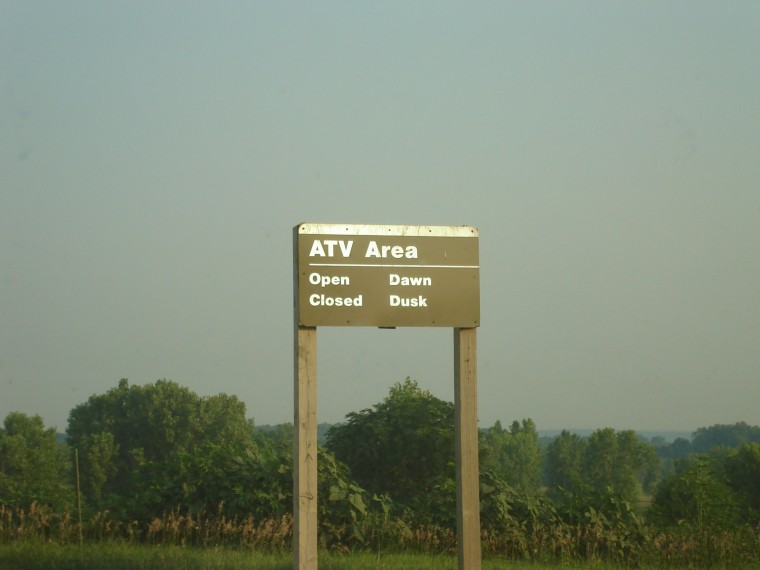 ATV Area
Open Dawn
Closed Dusk